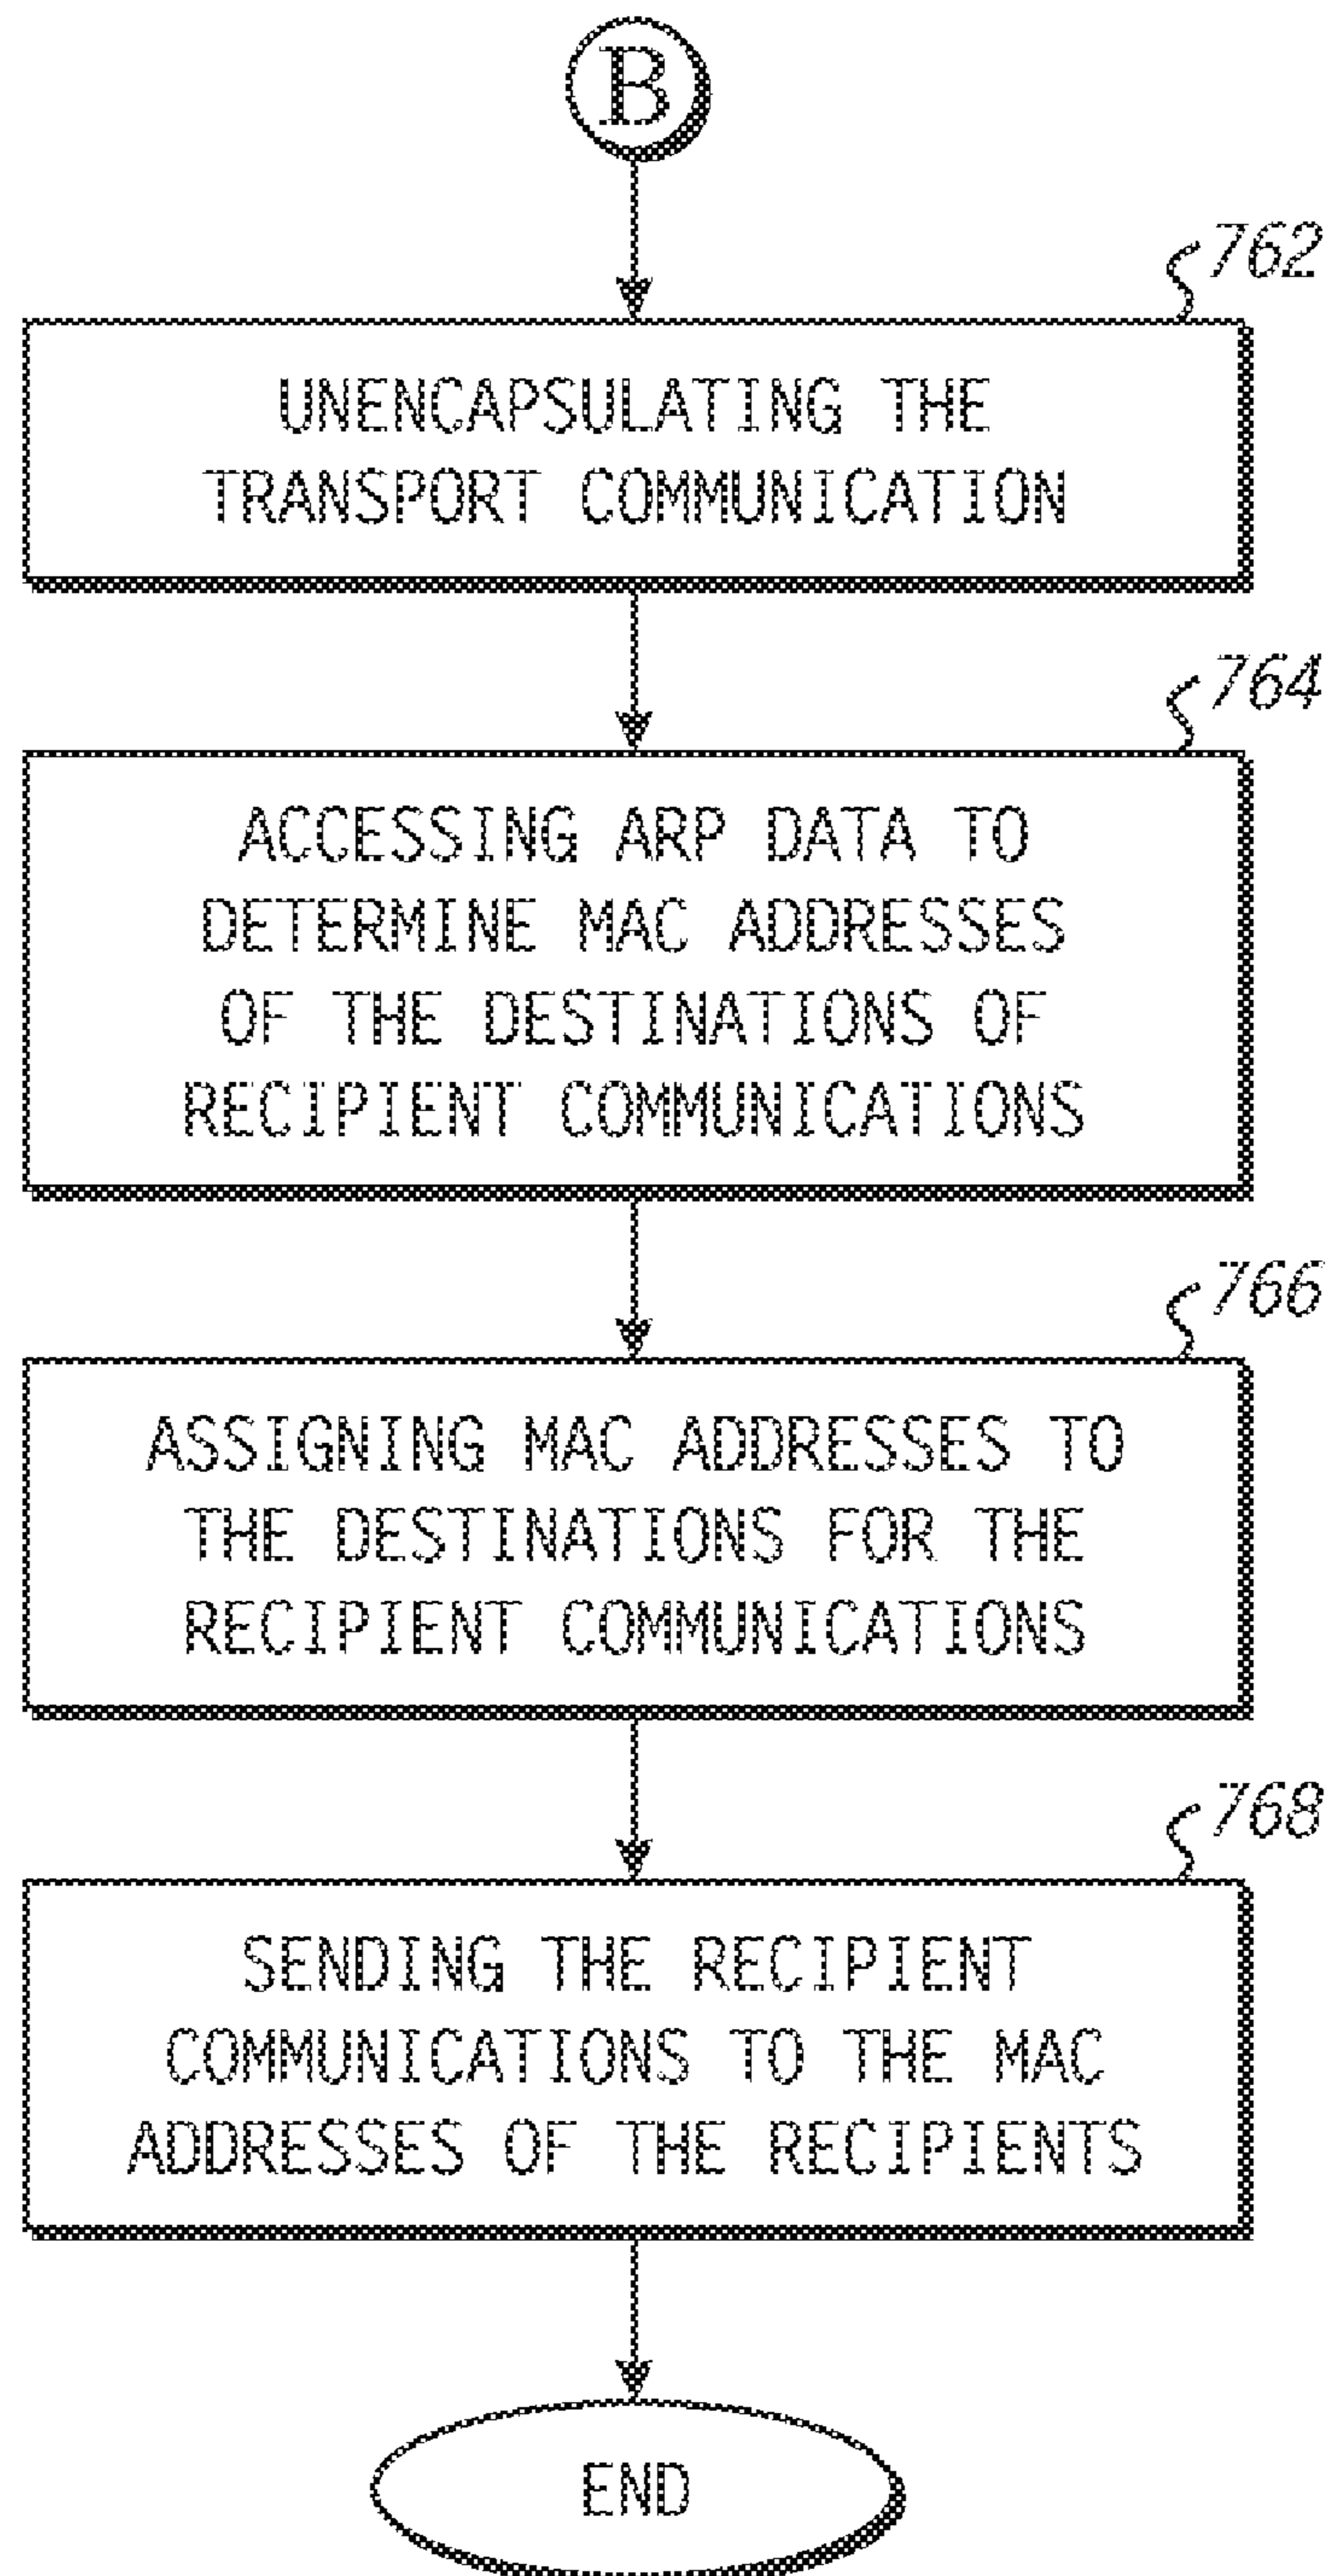 B
762
UNENCAPSULATING THE
TRANSPORT COMMUNICATION
764
ACCESSING ARP DATA TO
DETERMINE MAC ADDRESSES
OF THE DESTINATIONS OF
RECIPIENT COMMUNICATIONS
766
ASSIGNING MAC ADDRESSES TO
THE DESTINATIONS FOR THE
RECIPIENT COMMUNICATIONS
768
SENDING THE RECIPIENT
COMMUNICATIONS TO THE MAC
ADDRESSES OF THE RECIPIENTS
END